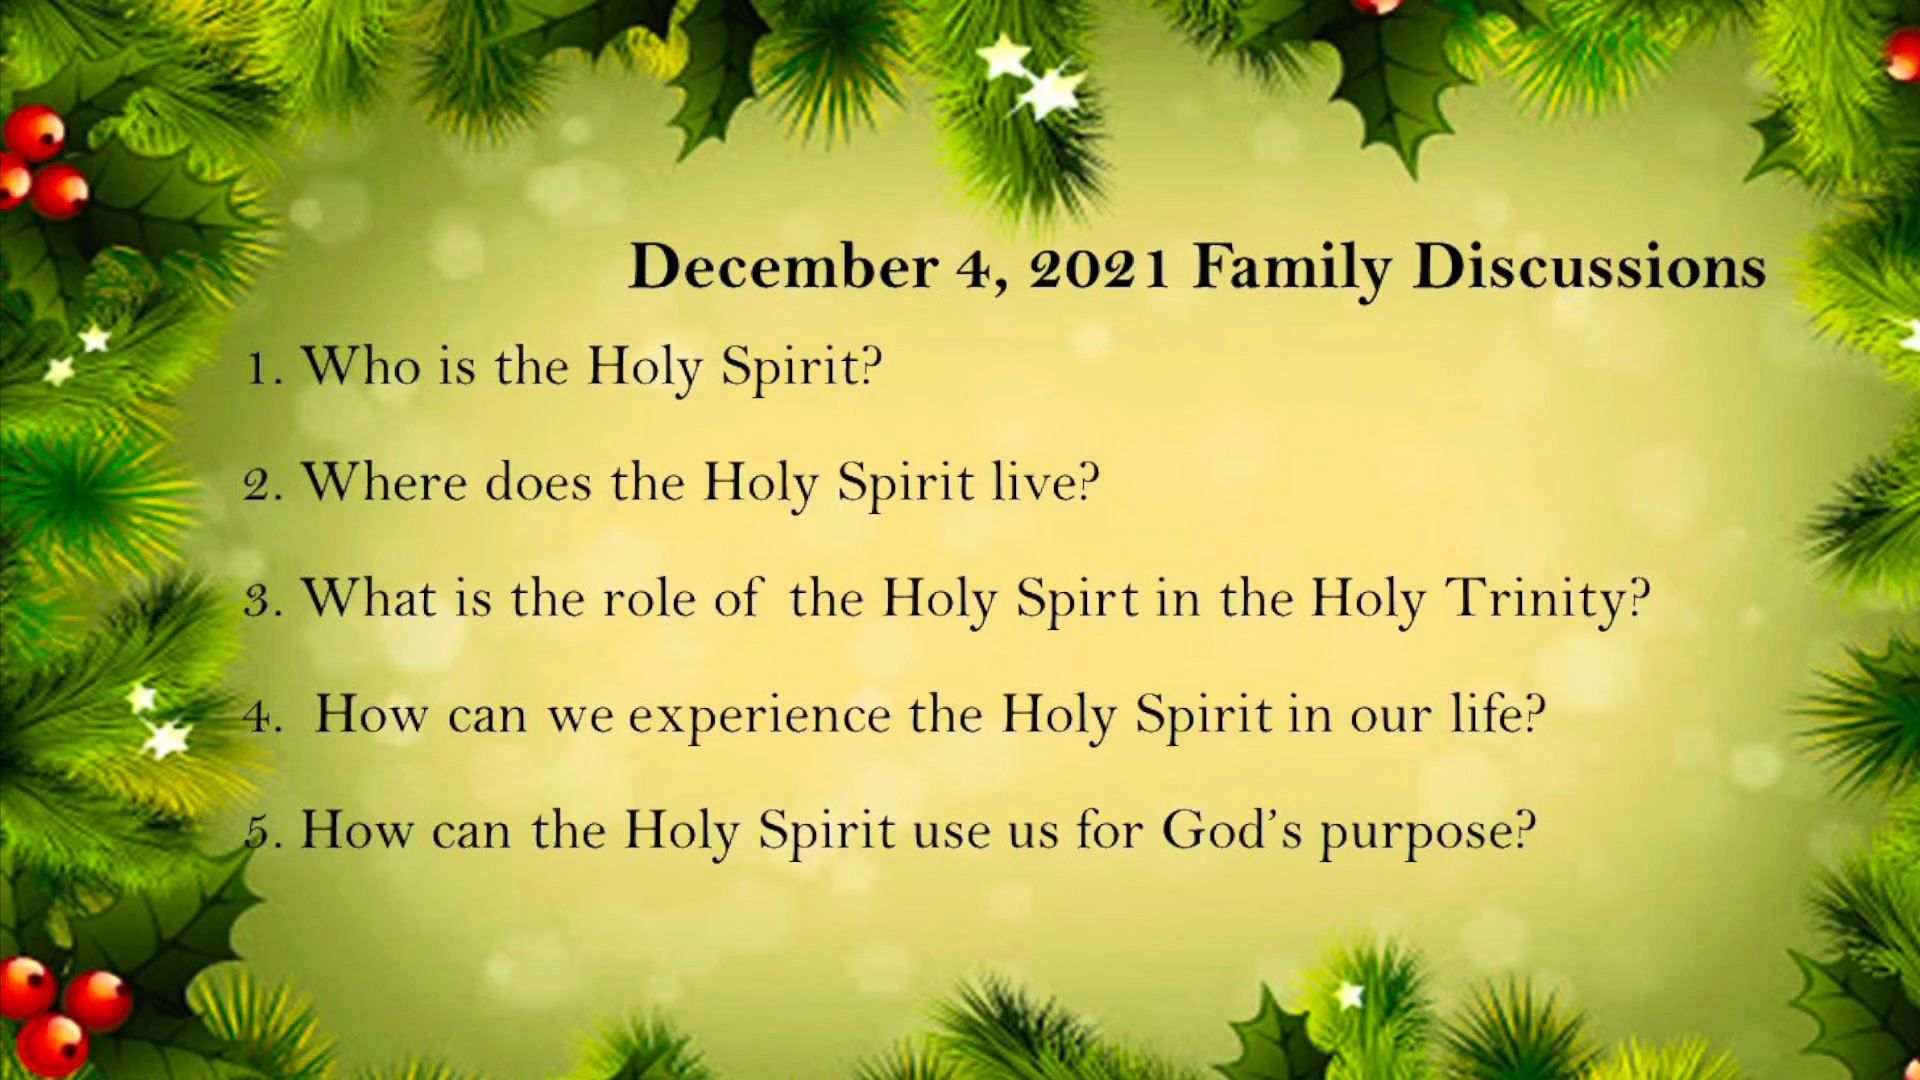 December 4, 2021 Family Discussions
1. Who is the Holy Spirit?
2. Where does the Holy Spirit live?
3. What is the role of the Holy Spirt in the Holy Trinity?
4. How can we experience the Holy Spirit in our life?
5. How can the Holy Spirit use us for God's purpose?